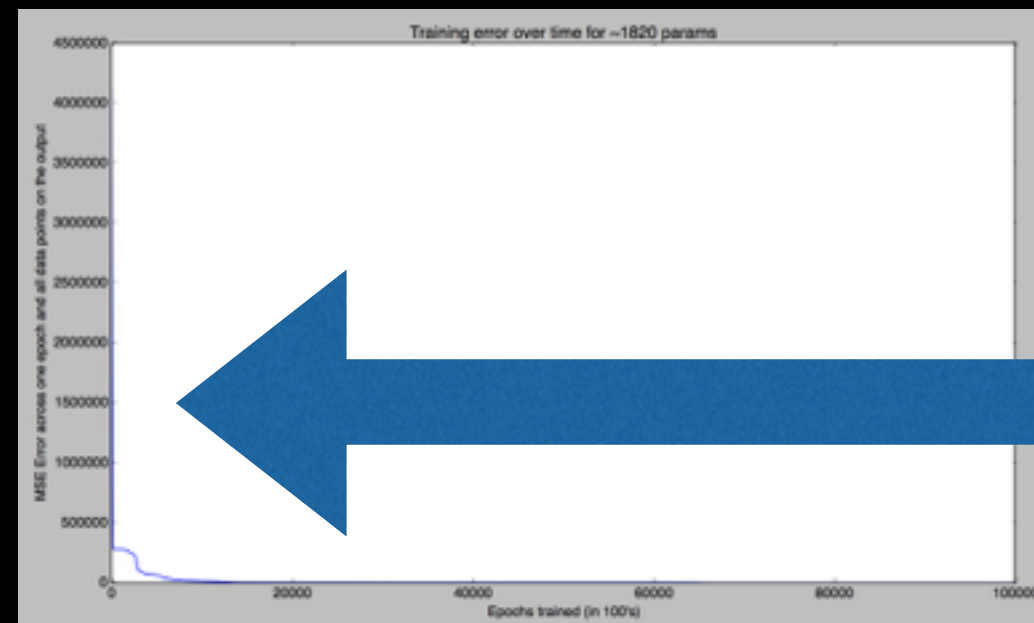 Training error over time for ~1820 params
MSE Error across one epoch and all data points on the output
4500000
4000000
3500000
3000000
2500000
2000000
1500000
1000000
500000
0
0 20000 40000 60000 80000 100000
Epochs trained (in 100's)